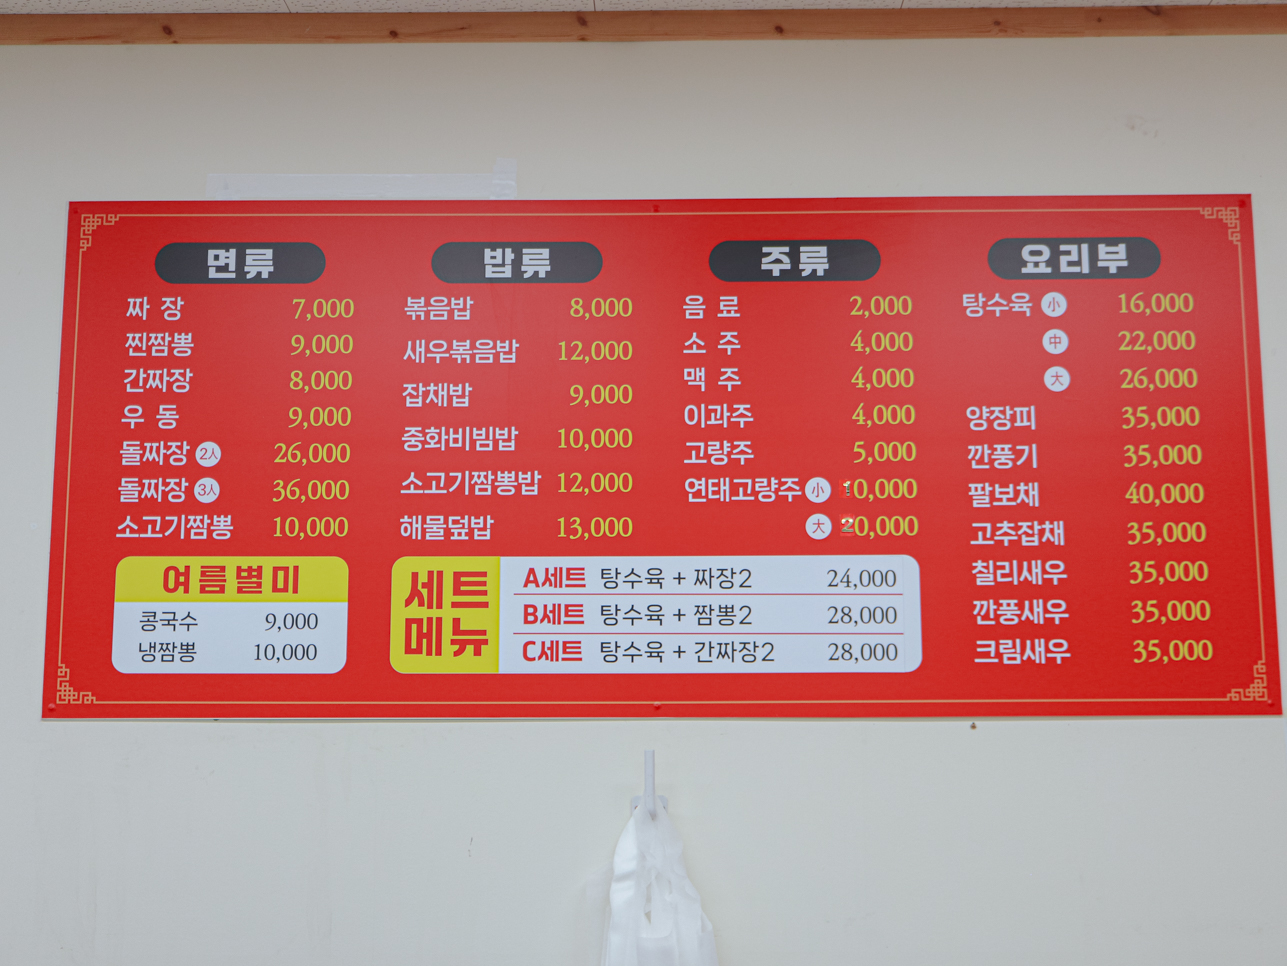 면류
짜장 7,000
찐짬뽕 9,000
간짜장 8,000
우동 9,000
돌짜장 2人 26,000
돌짜장 3人 36,000
소고기짬뽕 10,000
여름별미
콩국수 9,000
냉짬뽕 10,000
밥류
볶음밥 8,000
새우볶음밥 12,000
잡채밥 9,000
중화비빔밥 10,000
소고기짬뽕밥 12,000
해물덮밥 13,000
주류
음료 2,000
소주 4,000
맥주 4,000
이과주 4,000
고량주 5,000
연태고량주 小 10,000
大 20,000
세트
메뉴
A세트 탕수육 + 짜장2 24,000
B세트 탕수육 + 짬뽕2 28,000
C세트 탕수육 + 간짜장2 28,000
요리부
탕수육 小 16,000
中 22,000
大 26,000
양장피 35,000
깐풍기 35,000
팔보채 40,000
고추잡채 35,000
칠리새우 35,000
깐풍새우 35,000
크림새우 35,000